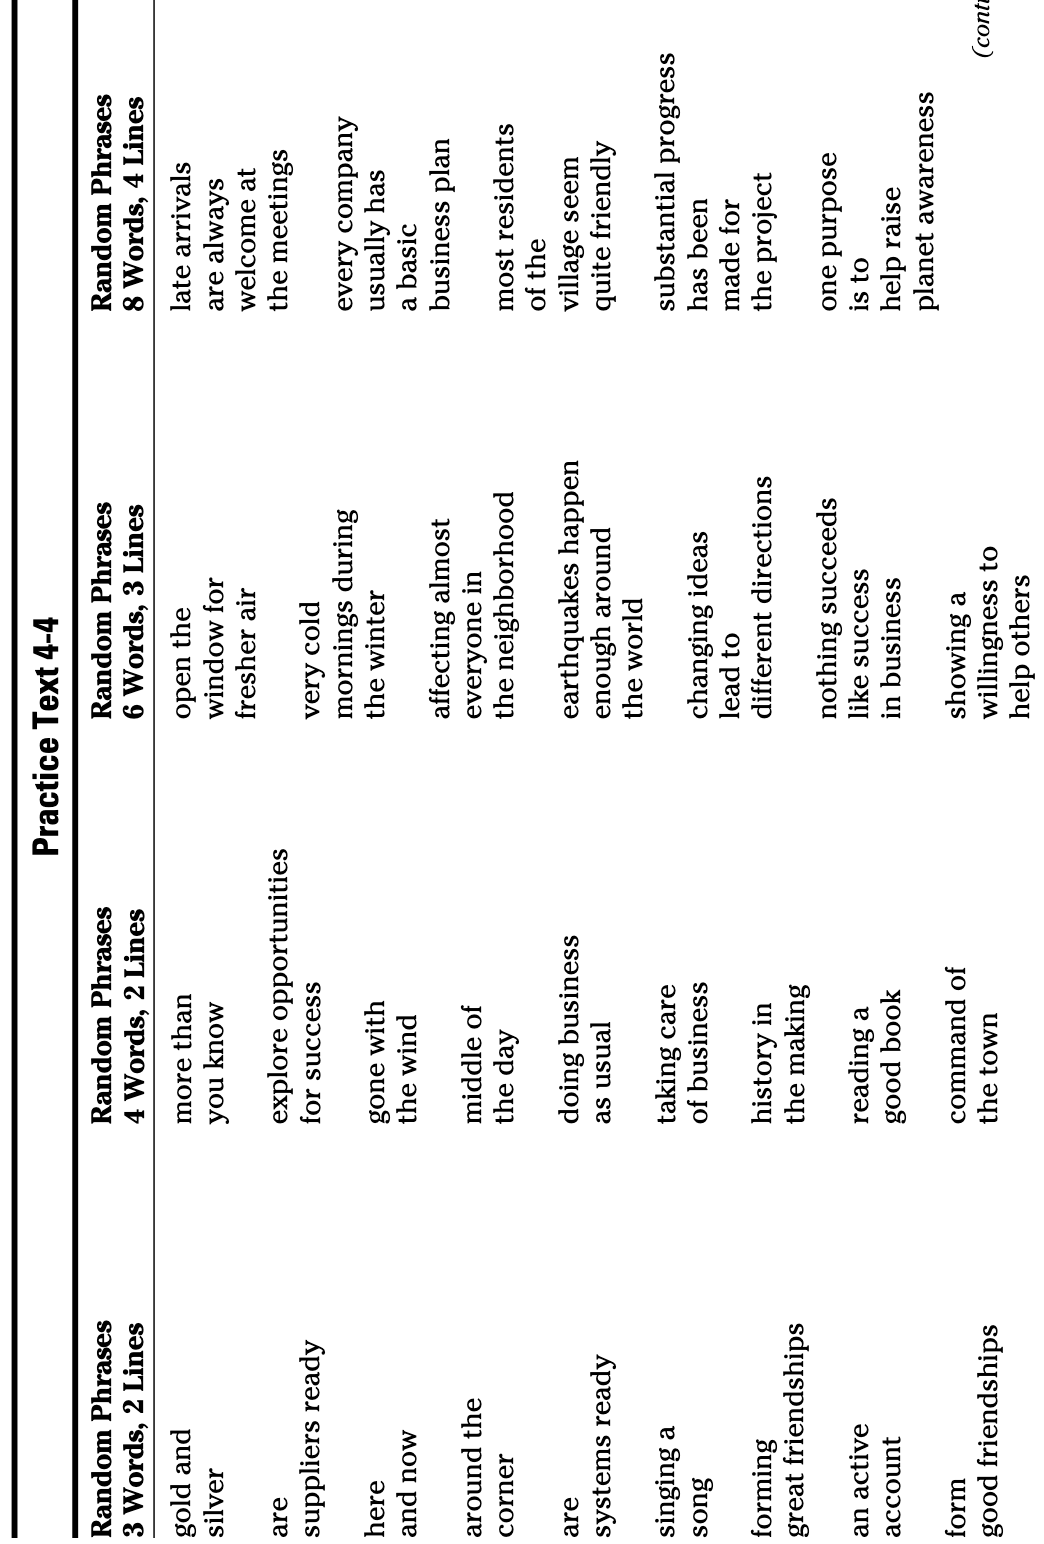 Practice Text 4-4
Random Phrases
3 Words, 2 Lines
gold and
silver
are
suppliers ready
here
and now
around the
corner
are
systems ready
singing a
song
forming
great friendships
an active
account
form
good friendships
Random Phrases
4 Words, 2 Lines
more than
you know
explore opportunities
for success
gone with
the wind
middle of
the day
doing business
as usual
taking care
of business
history in
the making
reading a
good book
command of
the town
Random Phrases
6 Words, 3 Lines
open the
window for
fresher air
very cold
mornings during
the winter
affecting almost
everyone in
the neighborhood
earthquakes happen
enough around
the world
changing ideas
lead to
different directions
nothing succeeds
like success
in business
showing a
willingness to
help others
Random Phrases
8 Words, 4 Lines
late arrivals
are always
welcome at
the meetings
every company
usually has
a basic
business plan
most residents
of the
village seem
quite friendly
substantial progress
has been
made for
the project
one purpose
is to
help raise
planet awareness